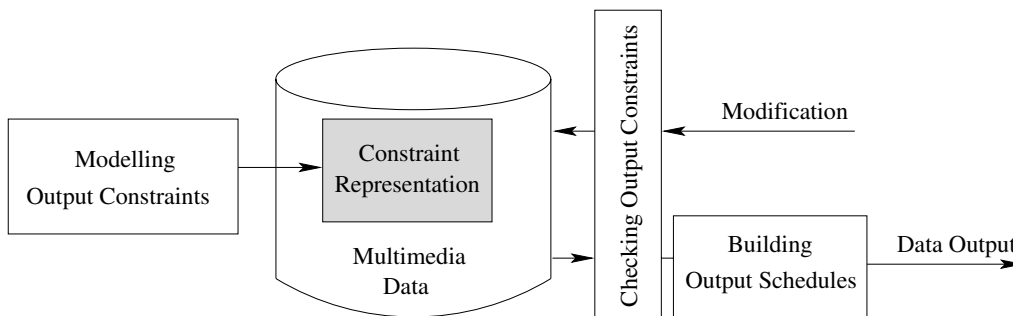 Modelling
Output Constraints
Constraint
Representation
Multimedia
Data
Checking Output Constraints
Modification
Building
Output Schedules
Data Output